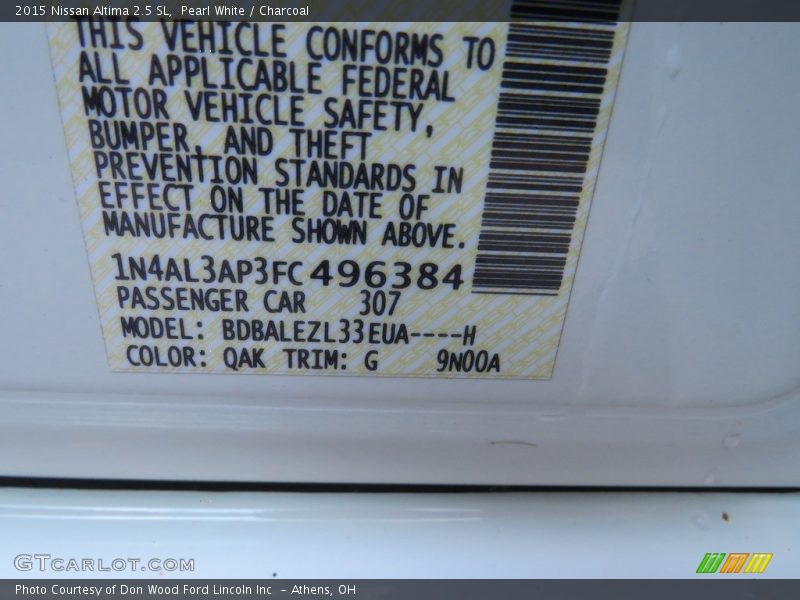 2015 Nissan Altima 2.5 SL,  Pearl White / Charcoal
THIS VEHICLE CONFORMS TO
ALL APPLICABLE FEDERAL
MOTOR VEHICLE SAFETY,
BUMPER, AND THEFT
PREVENTION STANDARDS IN
EFFECT ON THE DATE OF
MANUFACTURE SHOWN ABOVE.
1N4AL3AP3FC496384
PASSENGER CAR 307
MODEL: BDBALEZL33EUA----H
COLOR: QAK TRIM: G 9N00A
GTCARLOT.COM
Photo Courtesy of Don Wood Ford Lincoln Inc. - Athens, OH